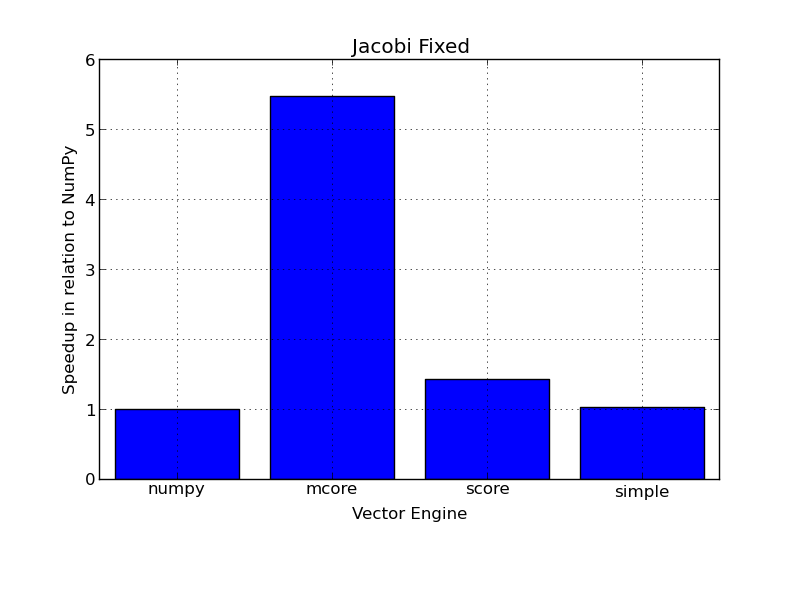 Jacobi Fixed
6
5
4
3
2
1
0
Speedup in relation to NumPy
numpy mcore score simple
Vector Engine